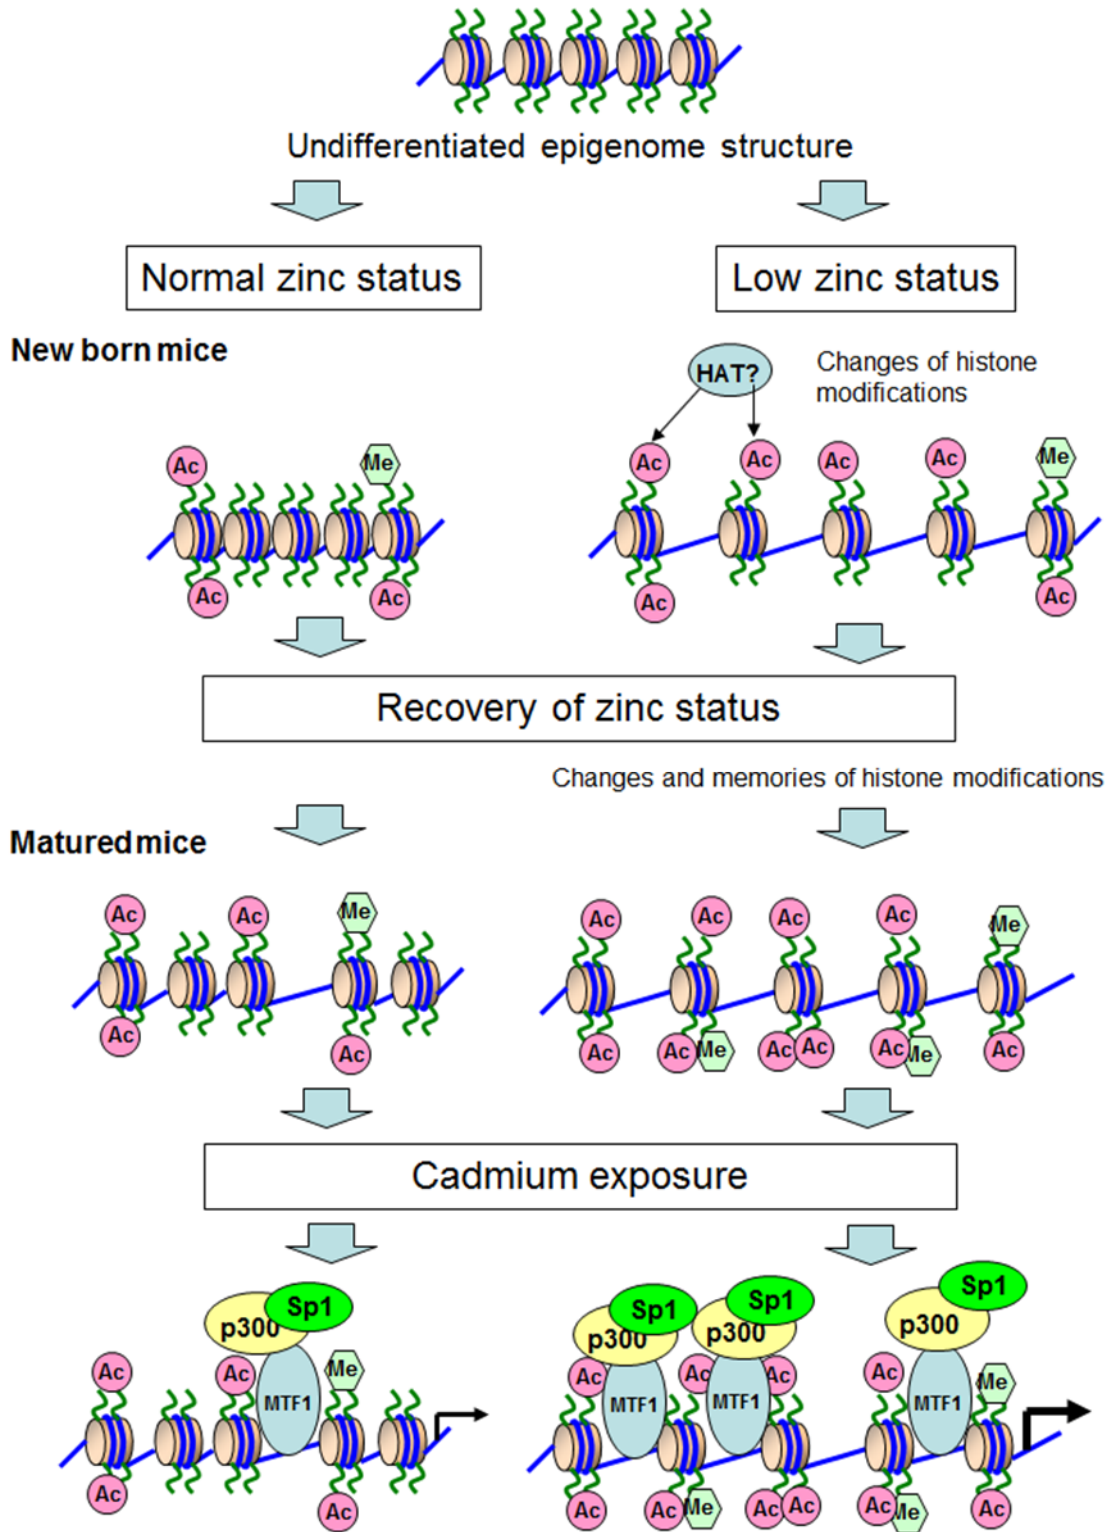 Undifferentiated epigenome structure
Normal zinc status
Low zinc status
New born mice
HAT?
Changes of histone
modifications
Ac
Me
Ac
Ac
Ac
Ac
Ac
Ac
Me
Ac
Ac
Recovery of zinc status
Changes and memories of histone modifications
Matured mice
Ac
Ac
Me
Ac
Ac
Ac
Ac
Ac
Ac
Me
Ac
Ac
Me
Ac
Ac
Ac
Me
Ac
Cadmium exposure
Sp1
p300
Ac
Ac
Me
MTF1
Ac
Ac
Sp1
p300
Sp1
p300
Sp1
p300
Ac
Ac
Ac
Ac
Me
MTF1
MTF1
MTF1
Ac
Ac
Me
Ac
Ac
Ac
Me
Ac